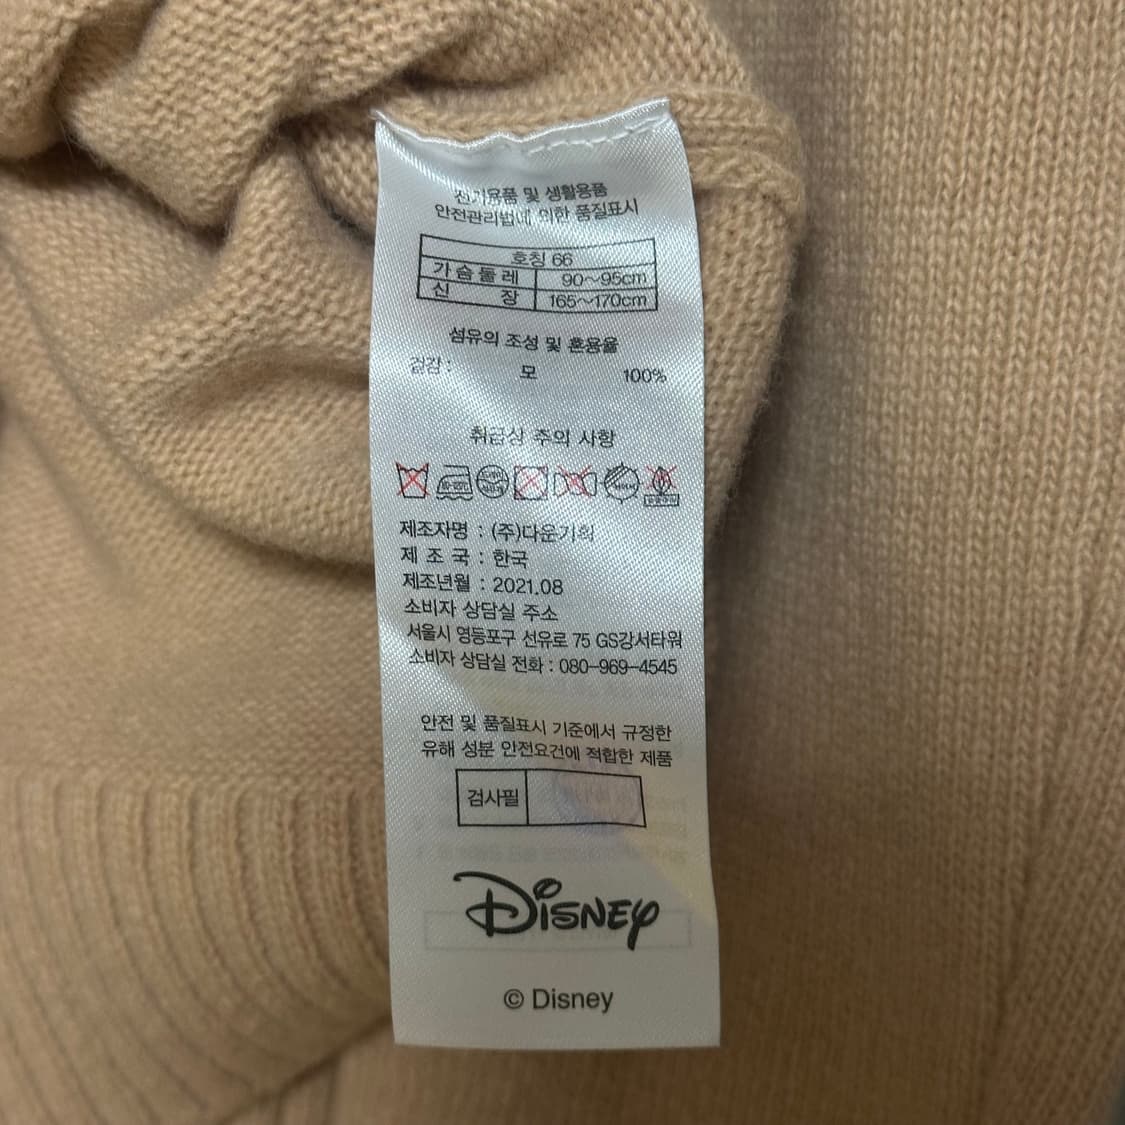 전기용품 및 생활용품
안전관리법에 의한 품질표시
호칭 66
가슴둘레 90~95cm
신 장 165~170cm
섬유의 조성 및 혼용율
겉감 : 모 100%
취급상 주의 사항
제조자명 : (주)다운기획
제 조 국 : 한국
제조년월 : 2021.08
소비자 상담실 주소
서울시 영등포구 선유로 75 GS강서타워
소비자 상담실 전화 : 080-969-4545
안전 및 품질표시 기준에서 규정한
유해 성분 안전요건에 적합한 제품
검사필
Disney
© Disney